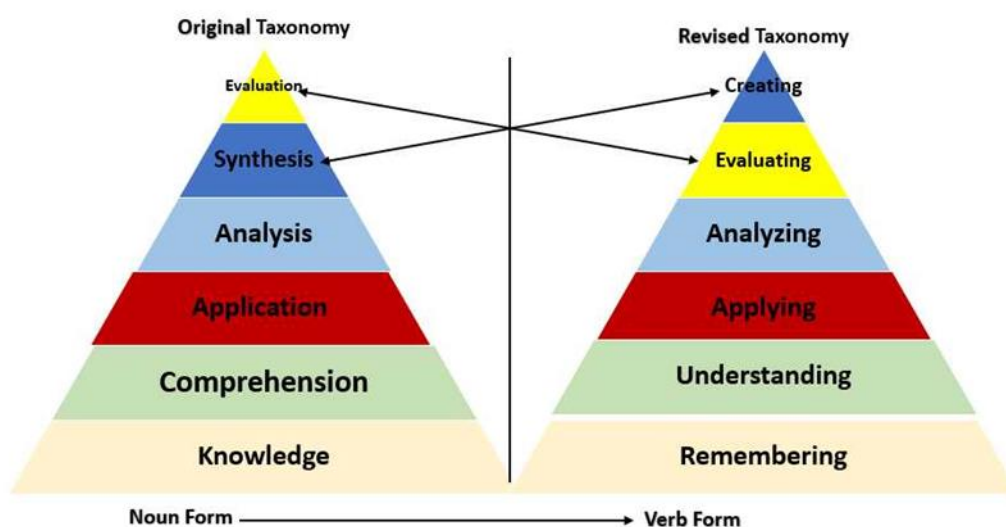 Original Taxonomy
Evaluation
Synthesis
Analysis
Application
Comprehension
Knowledge
Noun Form
Revised Taxonomy
Creating
Evaluating
Analyzing
Applying
Understanding
Remembering
Verb Form